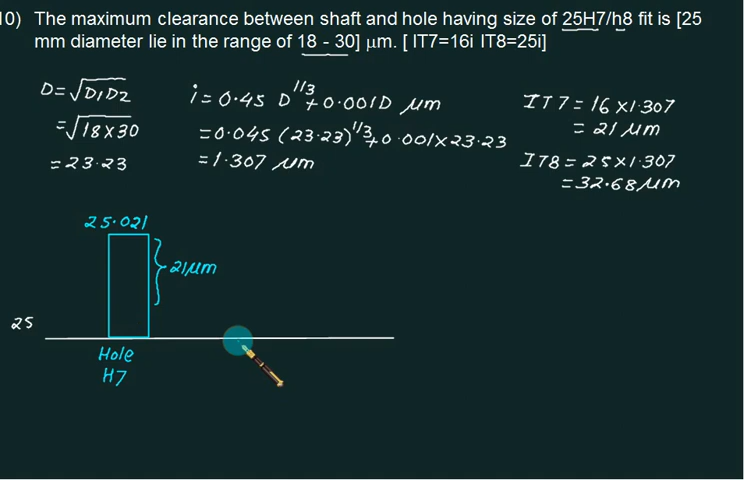 10) The maximum clearance between shaft and hole having size of 25H7/h8 fit is [25
mm diameter lie in the range of 18 - 30] μm. [ IT7=16i IT8=25i]
D=√D1D2
=√18×30
=23.23
i=0.45 D^1/3+0.001D μm
=0.045 (23.23)^1/3+0.001×23.23
=1.307 μm
IT7=16×1.307
=21 μm
IT8=25×1.307
=32.68μm
25.021
21μm
25
Hole
H7